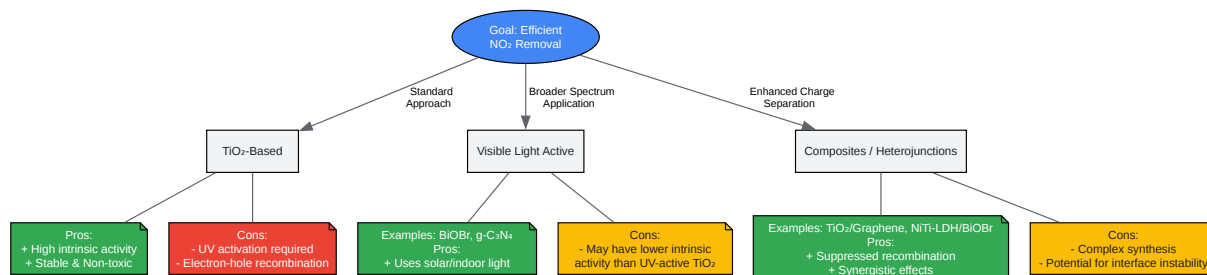 Goal: Efficient
NO₂ Removal
Standard
Approach
Broader Spectrum
Application
Enhanced Charge
Separation
TiO₂-Based
Visible Light Active
Composites / Heterojunctions
Pros:
+ High intrinsic activity
+ Stable & Non-toxic
Cons:
- UV activation required
- Electron-hole recombination
Examples: BiOBr, g-C₃N₄
Pros:
+ Uses solar/indoor light
Cons:
- May have lower intrinsic
activity than UV-active TiO₂
Examples: TiO₂/Graphene, NiTi-LDH/BiOBr
Pros:
+ Suppressed recombination
+ Synergistic effects
Cons:
- Complex synthesis
- Potential for interface instability